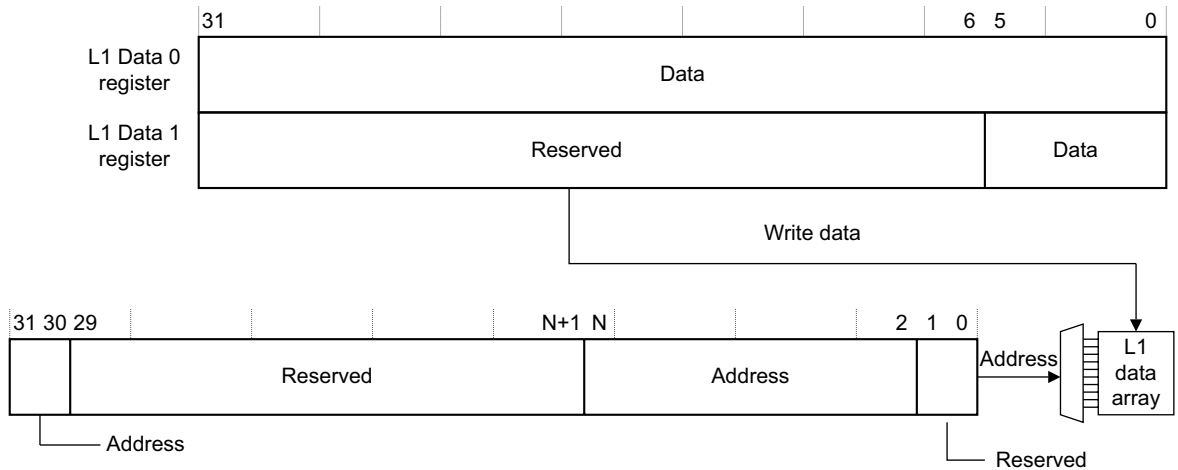 31 6 5 0
L1 Data 0
register
Data
L1 Data 1
register
Reserved
Data
Write data
31 30 29 N+1 N 2 1 0
Reserved
Address
Address
L1
data
array
Address
Reserved